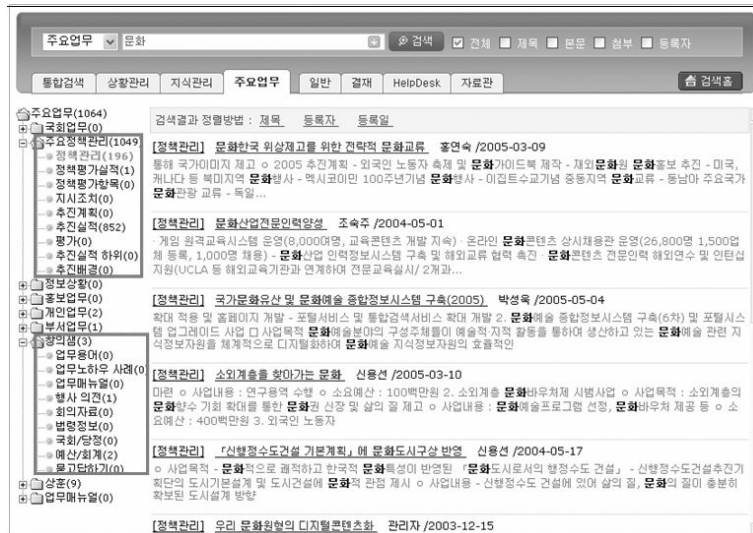 주요업무 문화 검색 전체 제목 본문 첨부 등록자
통합검색 상황관리 지식관리 주요업무 일반 결재 HelpDesk 자료관 검색홈
주요업무(1064)
국회업무(0)
주요정책관리(1049)
정책관리(196)
정책평가실적(1)
정책평가항목(0)
지시조치(0)
추진계획(0)
추진실적(852)
평가(0)
추진실적 하위(0)
추진배경(0)
정보상황(0)
홍보업무(0)
개인업무(2)
부서업무(1)
창의샘(3)
업무용어(0)
업무노하우 사례(0)
업무매뉴얼(0)
행사 의전(1)
회의자료(0)
법령정보(0)
국회/당정(0)
예산/회계(2)
묻고답하기(0)
상훈(9)
업무매뉴얼(0)
검색결과 정렬방법 : 제목 등록자 등록일
[정책관리] 문화한국 위상제고를 위한 전략적 문화교류 홍연숙 /2005-03-09
통해 국가이미지 제고 ο 2005 추진계획 - 외국인 노동자 축제 및 문화가이드북 제작 - 재외문화원 문화홍보 추진 - 미국,
캐나다 등 북미지역 문화행사 - 멕시코이민 100주년기념 문화행사 - 이집트수교기념 중동지역 문화교류 - 동남아 주요국가
문화관광 교류 - 독일...
[정책관리] 문화산업전문인력양성 조숙주 /2004-05-01
· 게임 원격교육시스템 운영(8,000여명, 교육콘텐츠 개발 지속) · 온라인 문화콘텐츠 상시채용관 운영(26,800명 1,500업
체 등록, 1,000명 채용) - 문화산업 인력정보시스템 구축 및 해외교류 협력 촉진 · 문화콘텐츠 전문인력 해외연수 및 인턴십
지원(UCLA 등 해외교육기관과 연계하여 전문교육실시/ 2개과...
[정책관리] 국가문화유산 및 문화예술 종합정보시스템 구축(2005) 박성욱 /2005-05-04
확대 적용 및 홈페이지 개발 - 포털서비스 및 통합검색서비스 확대 개발 2. 문화예술 종합정보시스템 구축(6차) 및 포털시스
템 업그레이드 사업 □ 사업목적 문화예술분야의 구성주체들이 예술적·지적 활동을 통하여 생산하고 있는 문화예술 관련 지
식정보자원을 체계적으로 디지털화하며 문화예술 지식정보자원의 효율적인
[정책관리] 소외계층을 찾아가는 문화 신용선 /2005-03-10
마련 ο 사업내용 : 연구용역 수행 ο 소요예산 : 100백만원 2. 소외계층 문화바우처제 시범사업 ο 사업목적 : 소외계층의
문화향수 기회 확대를 통한 문화권 신장 및 삶의 질 제고 ο 사업내용 : 문화예술프로그램 선정, 문화바우처 제공 등 ο 소
요예산 : 400백만원 3. 외국인 노동자
[정책관리] 「신행정수도건설 기본계획」에 문화도시구상 반영 신용선 /2004-05-17
ο 사업목적 - 문화적으로 쾌적하고 한국적 문화특성이 반영된 「문화도시로서의 행정수도 건설」 - 신행정수도건설추진기
획단의 도시기본설계 및 도시건설에 문화적 관점 제시 ο 사업내용 - 신행정수도 건설에 있어 삶의 질, 문화의 질이 충분히
확보된 도시설계 방향
[정책관리] 우리 문화원형의 디지털콘텐츠화 관리자 /2003-12-15